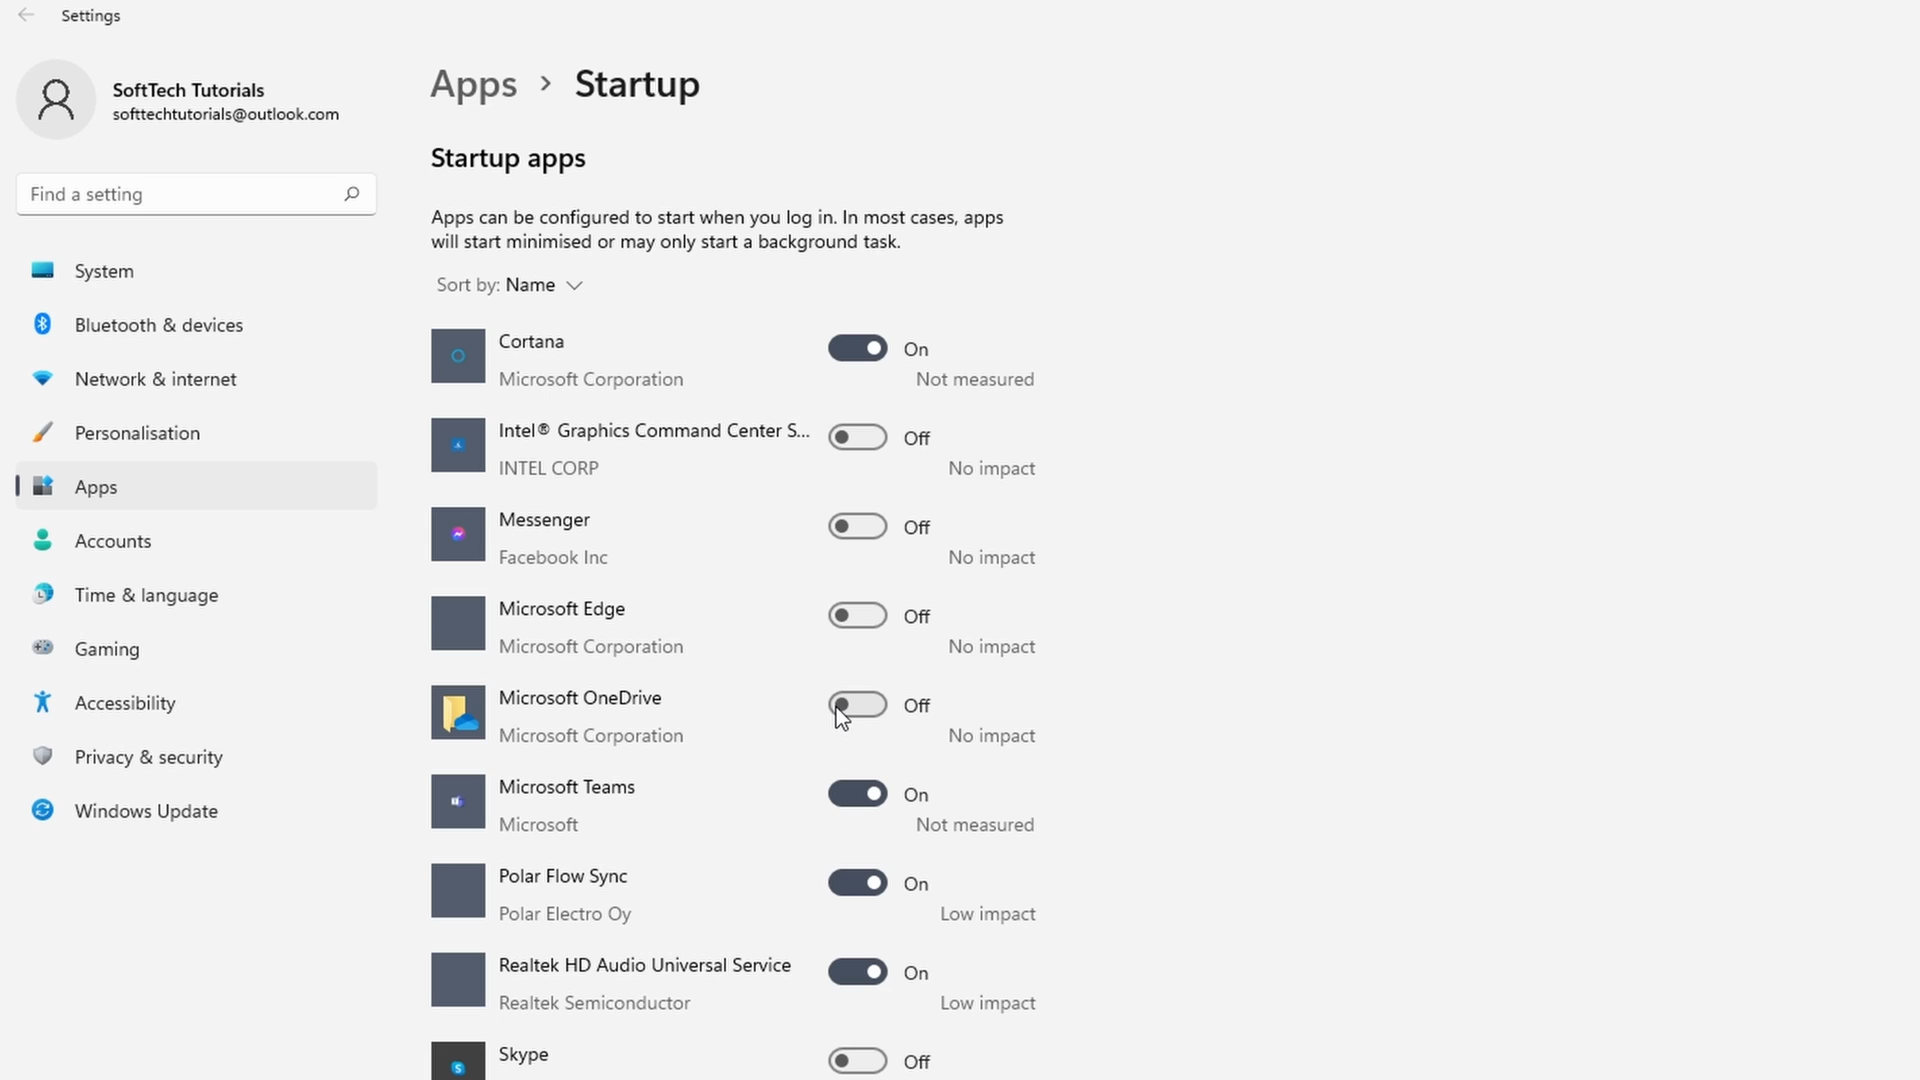 Settings
SoftTech Tutorials
softtechtutorials@outlook.com
Find a setting
System
Bluetooth & devices
Network & internet
Personalisation
Apps
Accounts
Time & language
Gaming
Accessibility
Privacy & security
Windows Update
Apps > Startup
Startup apps
Apps can be configured to start when you log in. In most cases, apps
will start minimised or may only start a background task.
Sort by: Name
Cortana
On
Microsoft Corporation
Not measured
Intel® Graphics Command Center S...
Off
INTEL CORP
No impact
Messenger
Off
Facebook Inc
No impact
Microsoft Edge
Off
Microsoft Corporation
No impact
Microsoft OneDrive
Off
Microsoft Corporation
No impact
Microsoft Teams
On
Microsoft
Not measured
Polar Flow Sync
On
Polar Electro Oy
Low impact
Realtek HD Audio Universal Service
On
Realtek Semiconductor
Low impact
Skype
Off